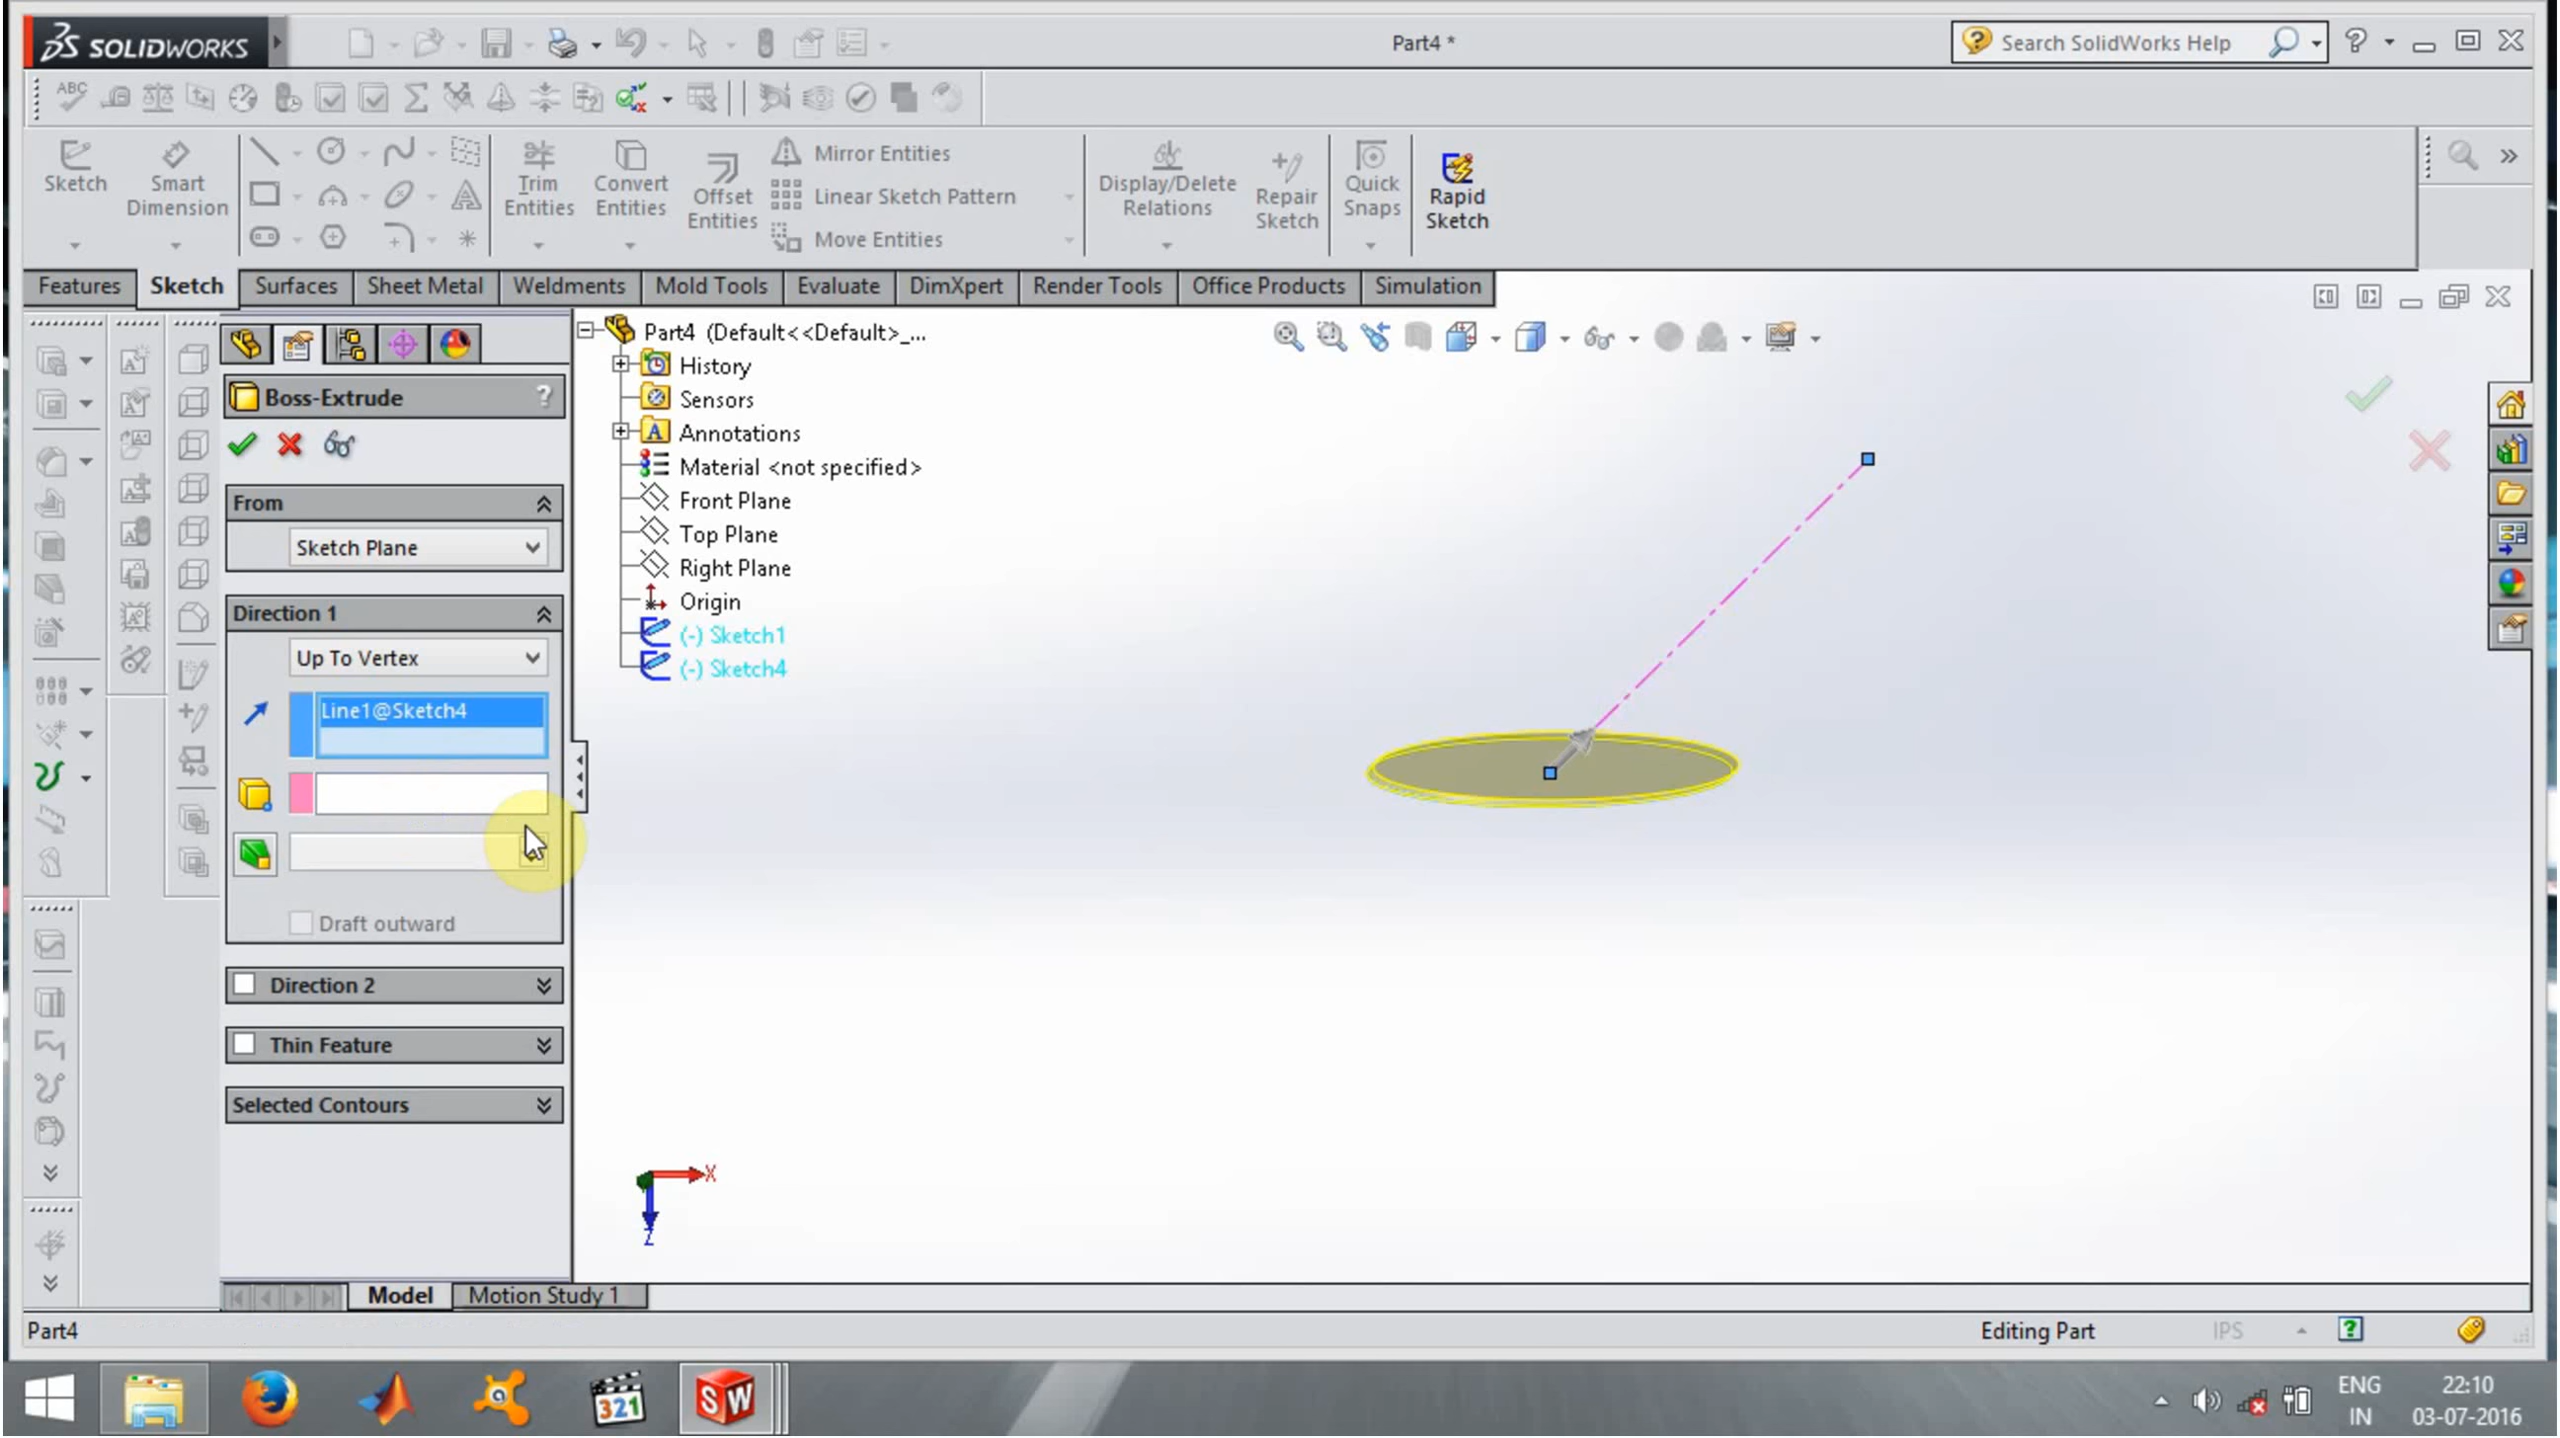 SOLIDWORKS
Part4 *
Search SolidWorks Help
?
ABC
Sketch
Smart Dimension
Trim Entities
Convert Entities
Offset Entities
Mirror Entities
Linear Sketch Pattern
Move Entities
Display/Delete Relations
Repair Sketch
Quick Snaps
Rapid Sketch
Features
Sketch
Surfaces
Sheet Metal
Weldments
Mold Tools
Evaluate
DimXpert
Render Tools
Office Products
Simulation
Boss-Extrude
?
From
Sketch Plane
Direction 1
Up To Vertex
Line1@Sketch4
Draft outward
Direction 2
Thin Feature
Selected Contours
Part4 (Default<<Default>_...
History
Sensors
Annotations
Material <not specified>
Front Plane
Top Plane
Right Plane
Origin
(-) Sketch1
(-) Sketch4
X
Z
Model
Motion Study 1
Part4
Editing Part
IPS
?
321
SW
ENG
IN
22:10
03-07-2016